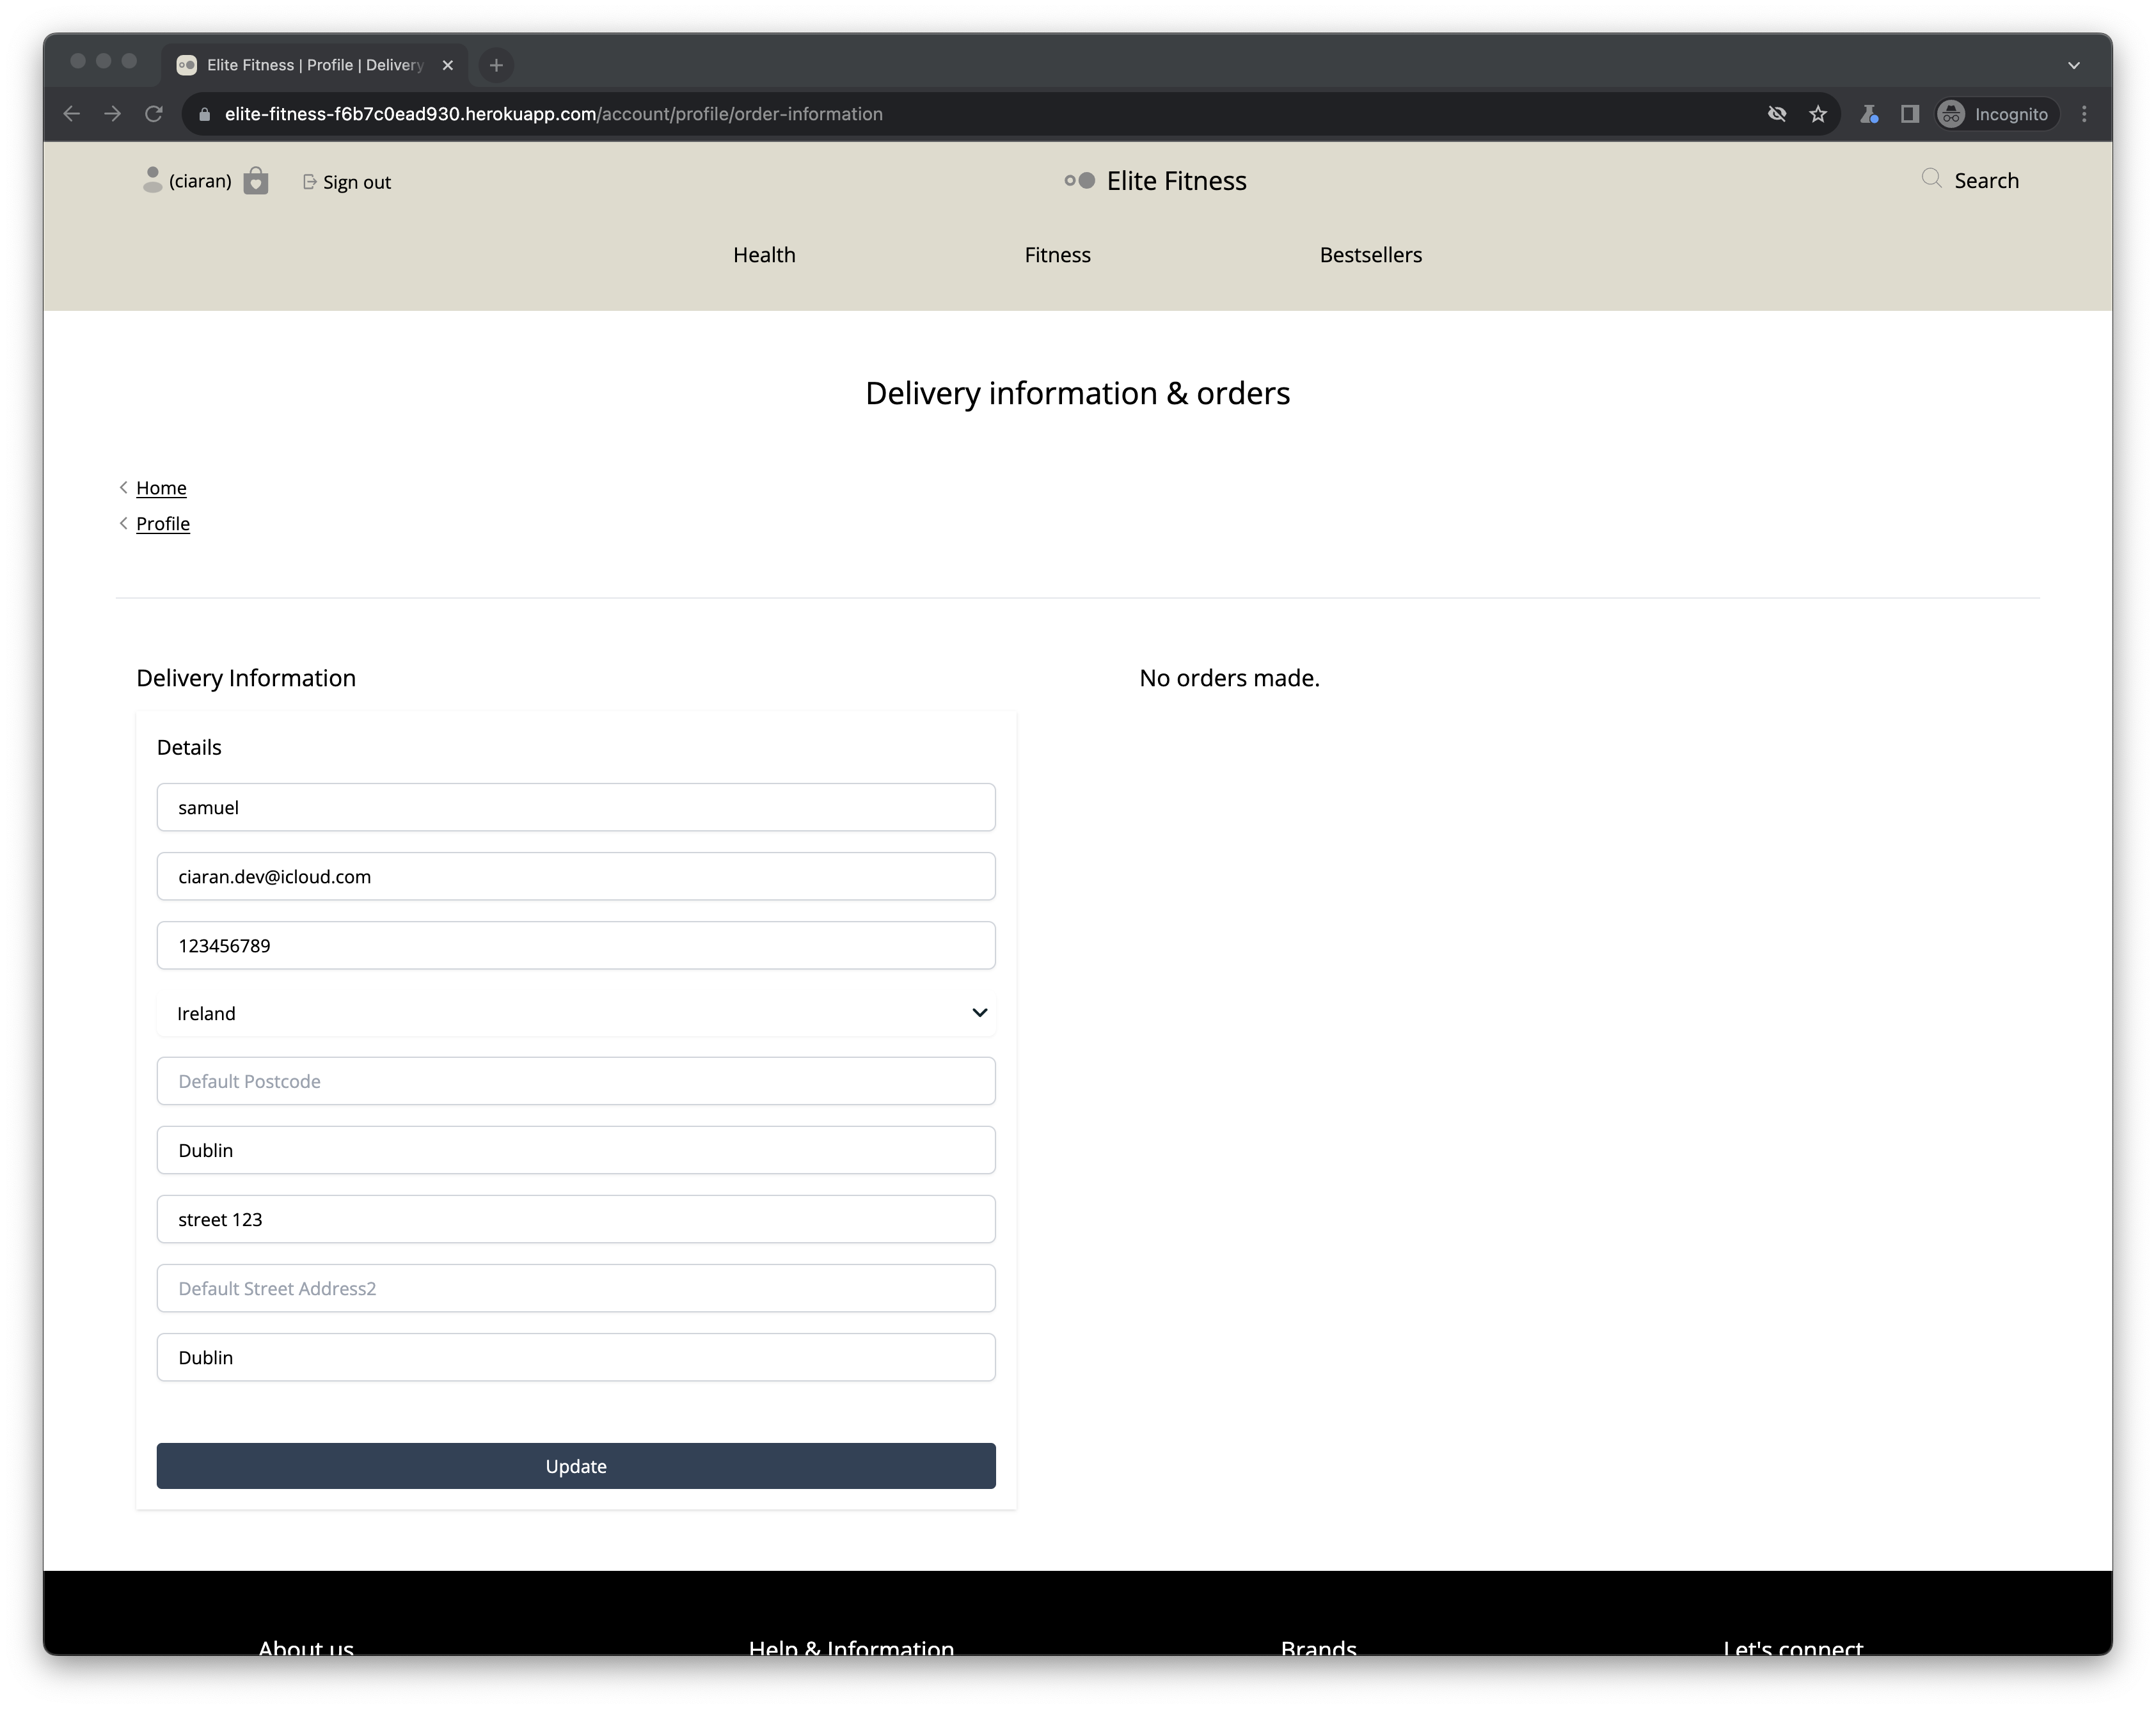 Elite Fitness | Profile | Delivery
elite-fitness-f6b7c0ead930.herokuapp.com/account/profile/order-information
Incognito
(ciaran)
Sign out
Elite Fitness
Search
Health
Fitness
Bestsellers
Delivery information & orders
Home
Profile
Delivery Information
No orders made.
Details
samuel
ciaran.dev@icloud.com
123456789
Ireland
Default Postcode
Dublin
street 123
Default Street Address2
Dublin
Update
About us
Help & Information
Brands
Let's connect